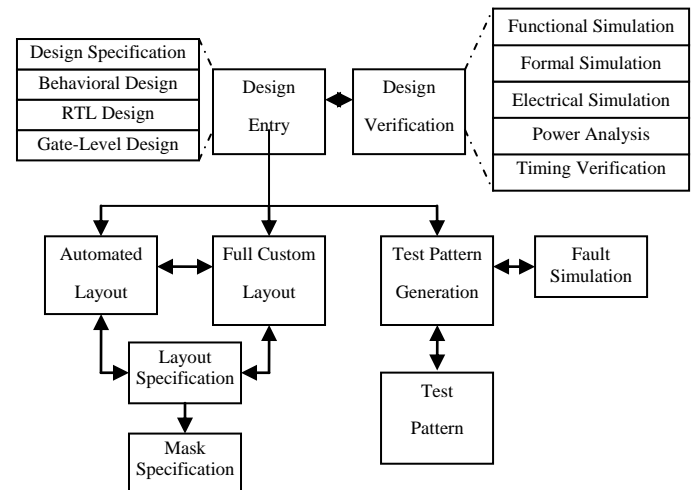 Design Specification
Behavioral Design
RTL Design
Gate-Level Design
Design
Entry
Design
Verification
Functional Simulation
Formal Simulation
Electrical Simulation
Power Analysis
Timing Verification
Automated
Layout
Full Custom
Layout
Test Pattern
Generation
Fault
Simulation
Layout
Specification
Test
Pattern
Mask
Specification